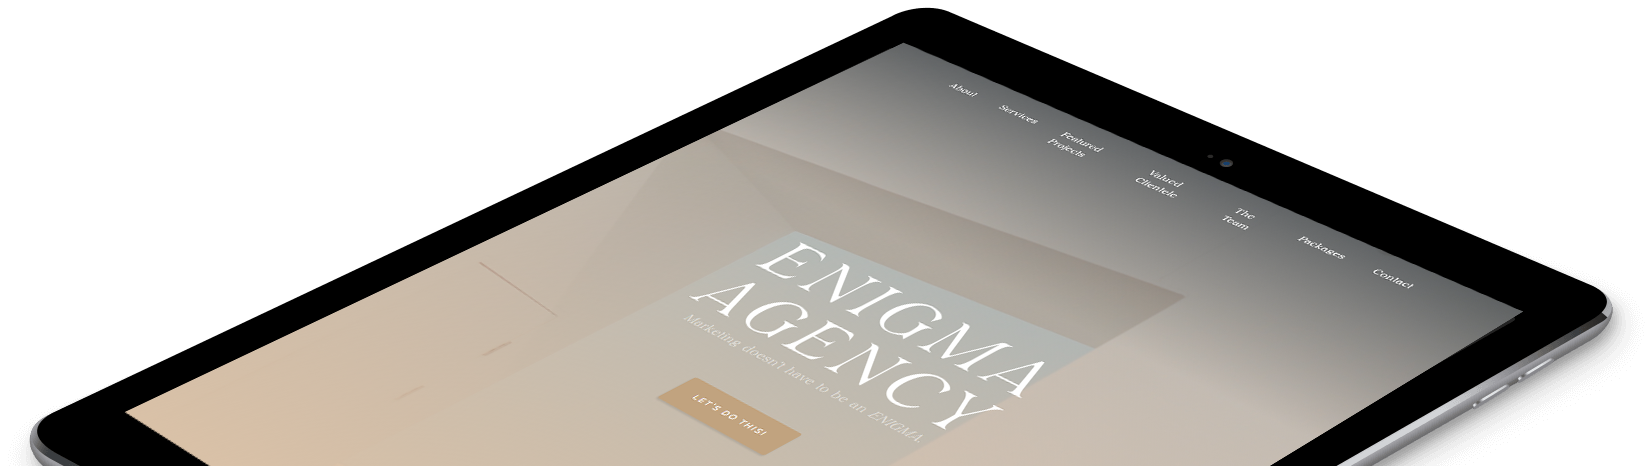 About
Services
Featured
Projects
Valued
Clientele
The
Team
Packages
Contact
ENIGMA
AGENCY
Marketing doesn't have to be an ENIGMA.
LET'S DO THIS!